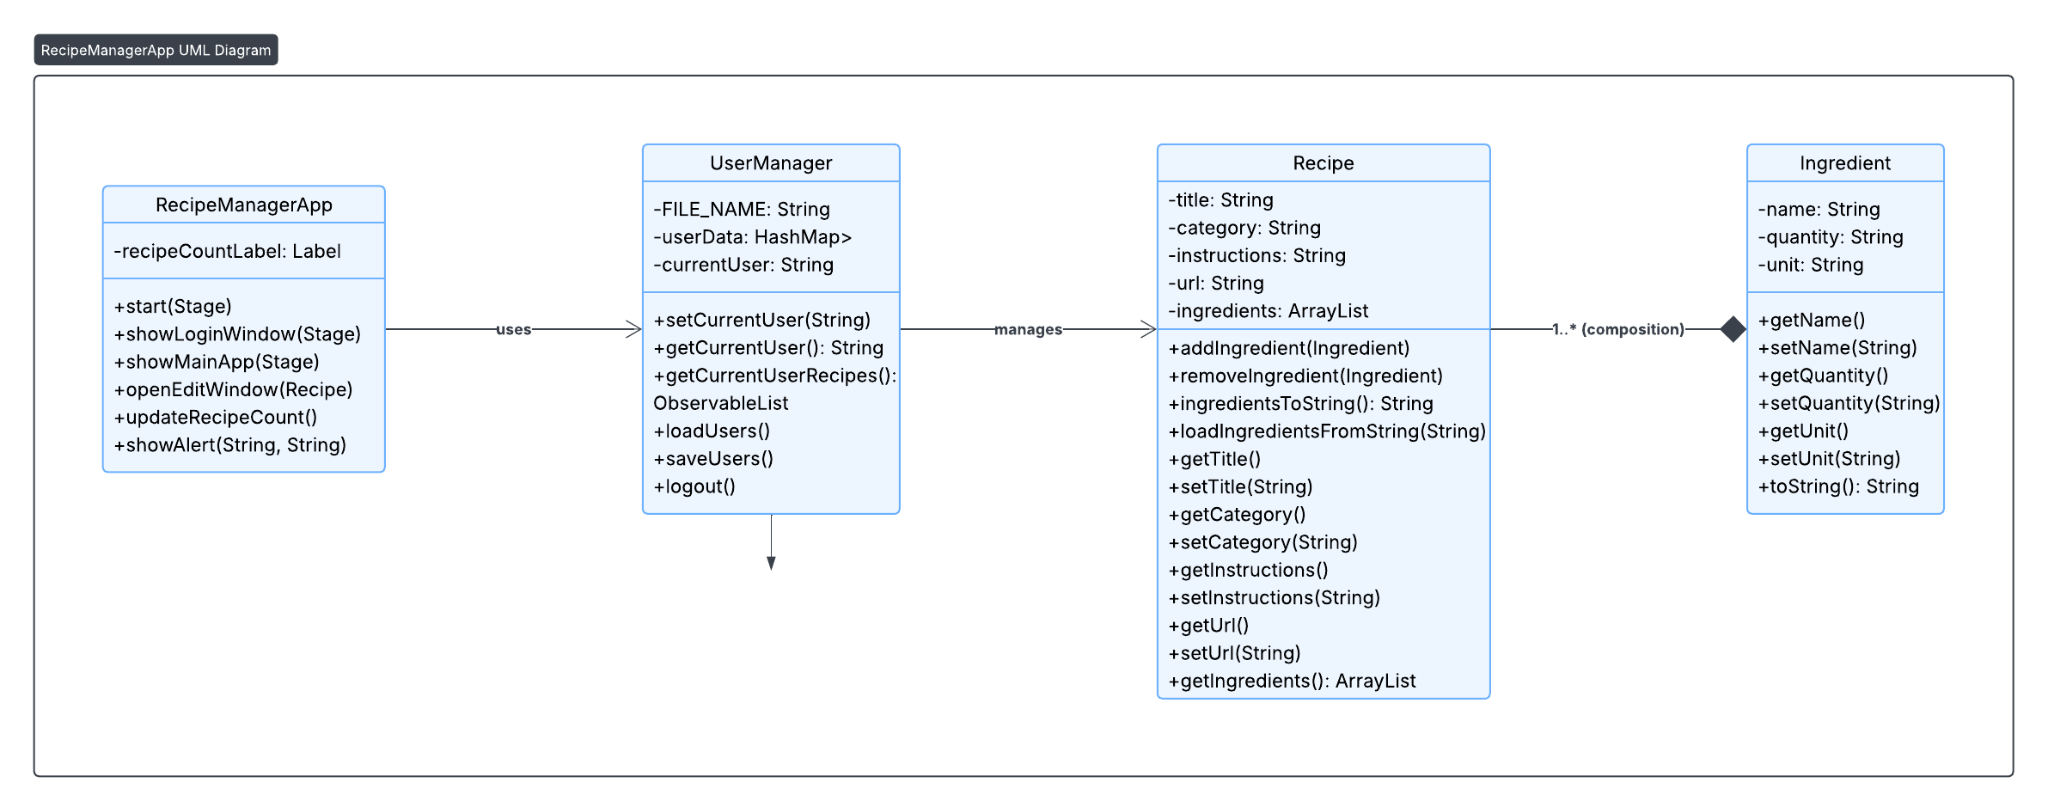 RecipeManagerApp UML Diagram
RecipeManagerApp
-recipeCountLabel: Label
+start(Stage)
+showLoginWindow(Stage)
+showMainApp(Stage)
+openEditWindow(Recipe)
+updateRecipeCount()
+showAlert(String, String)
uses
UserManager
-FILE_NAME: String
-userData: HashMap>
-currentUser: String
+setCurrentUser(String)
+getCurrentUser(): String
+getCurrentUserRecipes():
ObservableList
+loadUsers()
+saveUsers()
+logout()
manages
Recipe
-title: String
-category: String
-instructions: String
-url: String
-ingredients: ArrayList
+addIngredient(Ingredient)
+removeIngredient(Ingredient)
+ingredientsToString(): String
+loadIngredientsFromString(String)
+getTitle()
+setTitle(String)
+getCategory()
+setCategory(String)
+getInstructions()
+setInstructions(String)
+getUrl()
+setUrl(String)
+getIngredients(): ArrayList
1..* (composition)
Ingredient
-name: String
-quantity: String
-unit: String
+getName()
+setName(String)
+getQuantity()
+setQuantity(String)
+getUnit()
+setUnit(String)
+toString(): String